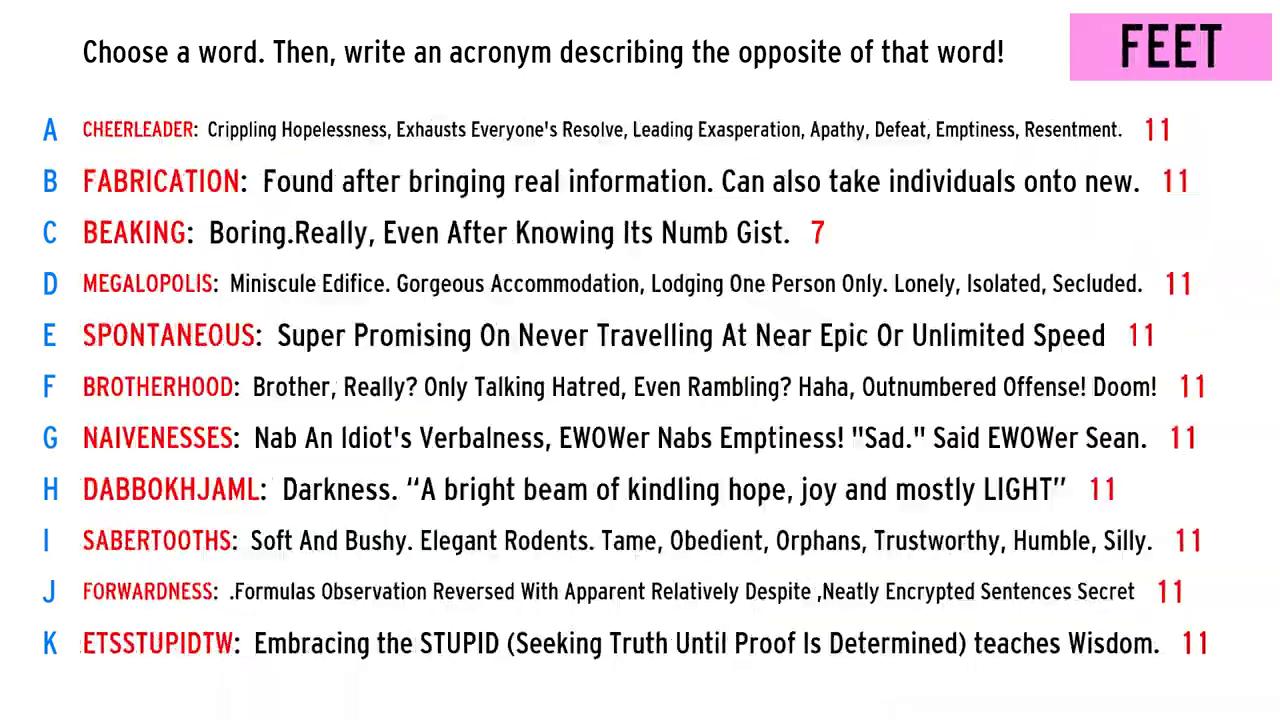 Choose a word. Then, write an acronym describing the opposite of that word!
FEET
A CHEERLEADER: Crippling Hopelessness, Exhausts Everyone's Resolve, Leading Exasperation, Apathy, Defeat, Emptiness, Resentment. 11
B FABRICATION: Found after bringing real information. Can also take individuals onto new. 11
C BEAKING: Boring.Really, Even After Knowing Its Numb Gist. 7
D MEGALOPOLIS: Miniscule Edifice. Gorgeous Accommodation, Lodging One Person Only. Lonely, Isolated, Secluded. 11
E SPONTANEOUS: Super Promising On Never Travelling At Near Epic Or Unlimited Speed 11
F BROTHERHOOD: Brother, Really? Only Talking Hatred, Even Rambling? Haha, Outnumbered Offense! Doom! 11
G NAIVENESSES: Nab An Idiot's Verbalness, EWOWer Nabs Emptiness! "Sad." Said EWOWer Sean. 11
H DABBOKHJAML: Darkness. “A bright beam of kindling hope, joy and mostly LIGHT” 11
I SABERTOOTHS: Soft And Bushy. Elegant Rodents. Tame, Obedient, Orphans, Trustworthy, Humble, Silly. 11
J FORWARDNESS: .Formulas Observation Reversed With Apparent Relatively Despite ,Neatly Encrypted Sentences Secret 11
K ETSSTUPIDTW: Embracing the STUPID (Seeking Truth Until Proof Is Determined) teaches Wisdom. 11